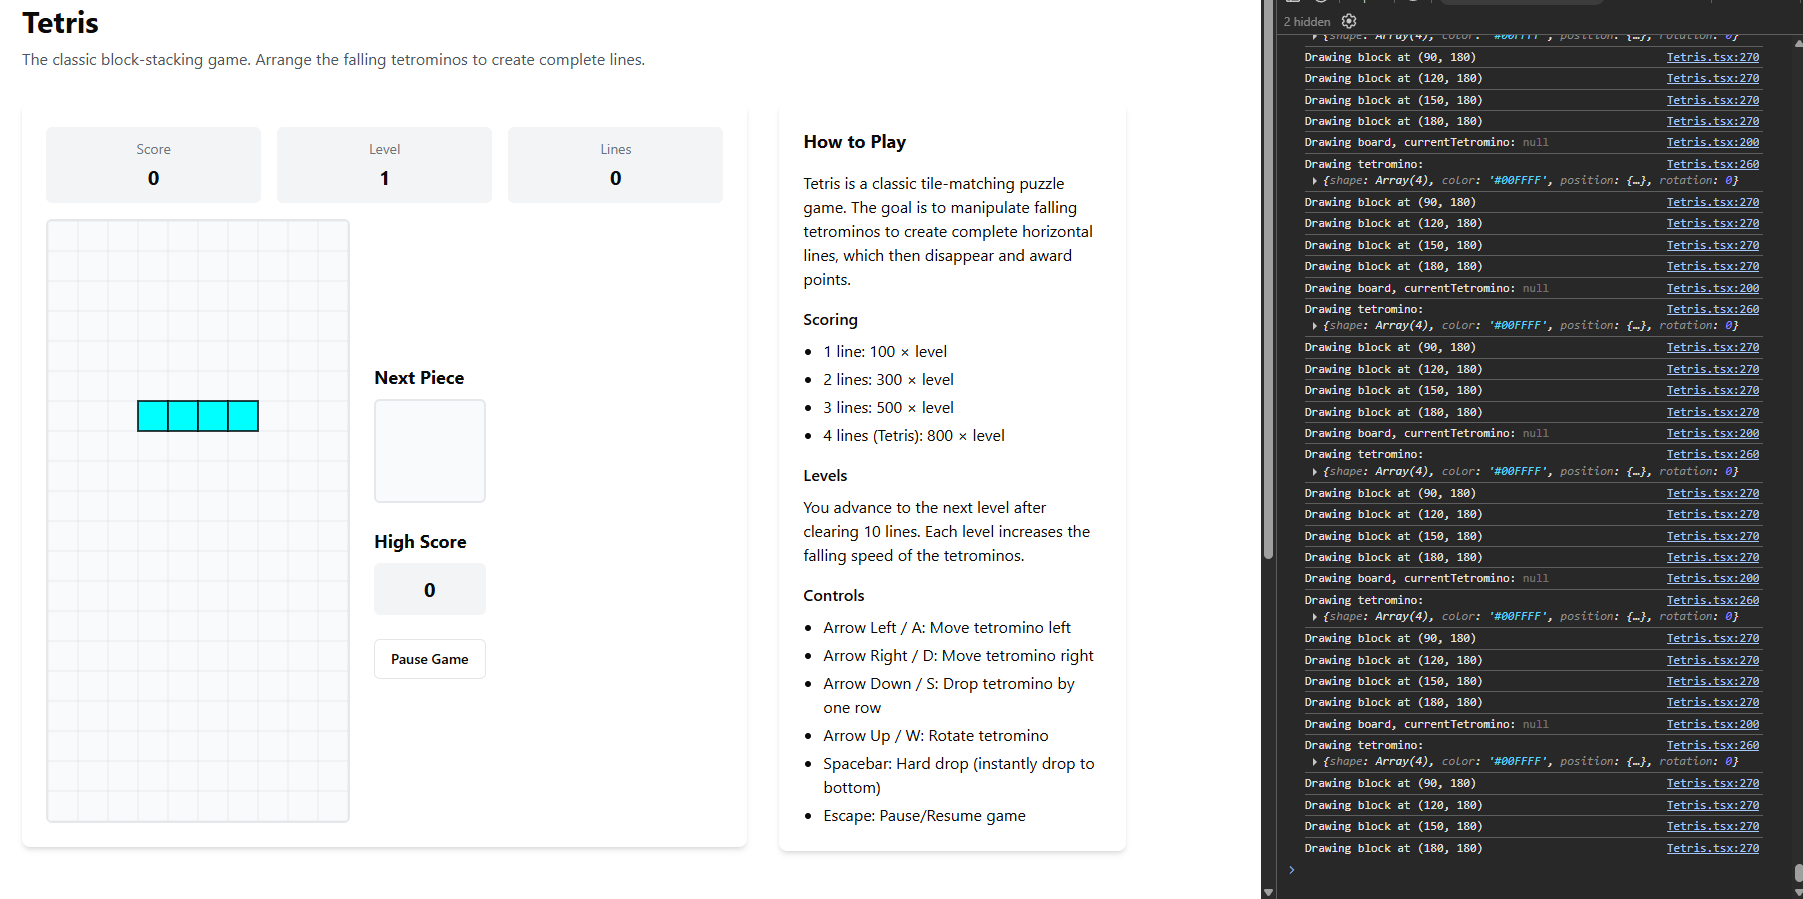 Tetris
The classic block-stacking game. Arrange the falling tetrominos to create complete lines.
Score
0
Level
1
Lines
0
Next Piece
High Score
0
Pause Game
How to Play
Tetris is a classic tile-matching puzzle
game. The goal is to manipulate falling
tetrominos to create complete horizontal
lines, which then disappear and award
points.
Scoring
• 1 line: 100 × level
• 2 lines: 300 × level
• 3 lines: 500 × level
• 4 lines (Tetris): 800 × level
Levels
You advance to the next level after
clearing 10 lines. Each level increases the
falling speed of the tetrominos.
Controls
• Arrow Left / A: Move tetromino left
• Arrow Right / D: Move tetromino right
• Arrow Down / S: Drop tetromino by
one row
• Arrow Up / W: Rotate tetromino
• Spacebar: Hard drop (instantly drop to
bottom)
• Escape: Pause/Resume game
2 hidden
{shape: Array(4), color: '#00FFFF', position: {…}, rotation: 0}
Drawing block at (90, 180) Tetris.tsx:270
Drawing block at (120, 180) Tetris.tsx:270
Drawing block at (150, 180) Tetris.tsx:270
Drawing block at (180, 180) Tetris.tsx:270
Drawing board, currentTetromino: null Tetris.tsx:200
Drawing tetromino: Tetris.tsx:260
{shape: Array(4), color: '#00FFFF', position: {…}, rotation: 0}
Drawing block at (90, 180) Tetris.tsx:270
Drawing block at (120, 180) Tetris.tsx:270
Drawing block at (150, 180) Tetris.tsx:270
Drawing block at (180, 180) Tetris.tsx:270
Drawing board, currentTetromino: null Tetris.tsx:200
Drawing tetromino: Tetris.tsx:260
{shape: Array(4), color: '#00FFFF', position: {…}, rotation: 0}
Drawing block at (90, 180) Tetris.tsx:270
Drawing block at (120, 180) Tetris.tsx:270
Drawing block at (150, 180) Tetris.tsx:270
Drawing block at (180, 180) Tetris.tsx:270
Drawing board, currentTetromino: null Tetris.tsx:200
Drawing tetromino: Tetris.tsx:260
{shape: Array(4), color: '#00FFFF', position: {…}, rotation: 0}
Drawing block at (90, 180) Tetris.tsx:270
Drawing block at (120, 180) Tetris.tsx:270
Drawing block at (150, 180) Tetris.tsx:270
Drawing block at (180, 180) Tetris.tsx:270
Drawing board, currentTetromino: null Tetris.tsx:200
Drawing tetromino: Tetris.tsx:260
{shape: Array(4), color: '#00FFFF', position: {…}, rotation: 0}
Drawing block at (90, 180) Tetris.tsx:270
Drawing block at (120, 180) Tetris.tsx:270
Drawing block at (150, 180) Tetris.tsx:270
Drawing block at (180, 180) Tetris.tsx:270
Drawing board, currentTetromino: null Tetris.tsx:200
Drawing tetromino: Tetris.tsx:260
{shape: Array(4), color: '#00FFFF', position: {…}, rotation: 0}
Drawing block at (90, 180) Tetris.tsx:270
Drawing block at (120, 180) Tetris.tsx:270
Drawing block at (150, 180) Tetris.tsx:270
Drawing block at (180, 180) Tetris.tsx:270